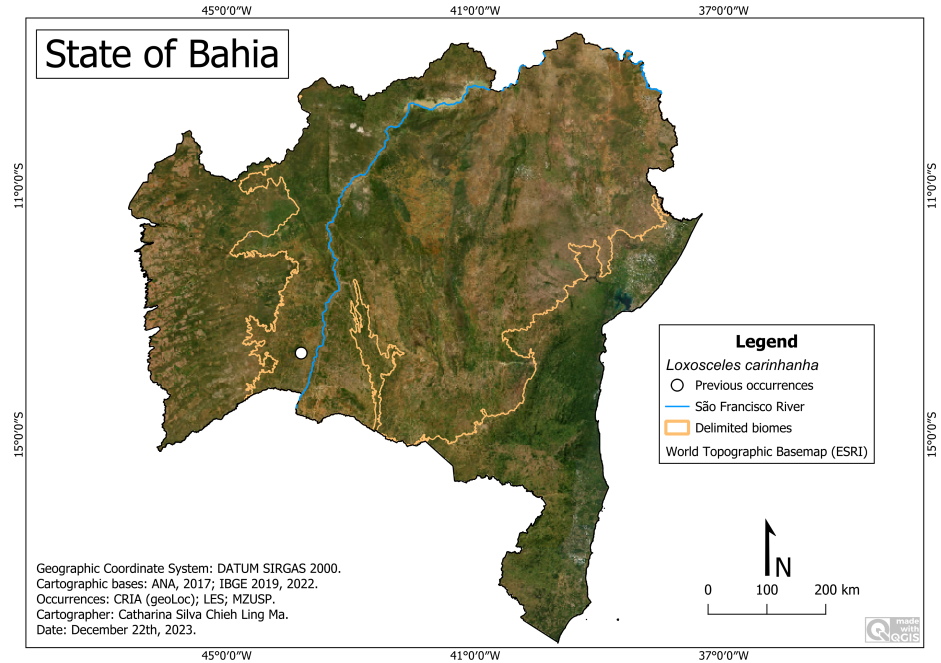 45°0′0″W 41°0′0″W 37°0′0″W
State of Bahia
11°0′0″S 11°0′0″S
Legend
Loxosceles carinhanha
Previous occurrences
São Francisco River
Delimited biomes
World Topographic Basemap (ESRI)
15°0′0″S 15°0′0″S
N
0 100 200 km
Geographic Coordinate System: DATUM SIRGAS 2000.
Cartographic bases: ANA, 2017; IBGE 2019, 2022.
Occurrences: CRIA (geoLoc); LES; MZUSP.
Cartographer: Catharina Silva Chieh Ling Ma.
Date: December 22th, 2023.
made
with
QGIS
45°0′0″W 41°0′0″W 37°0′0″W